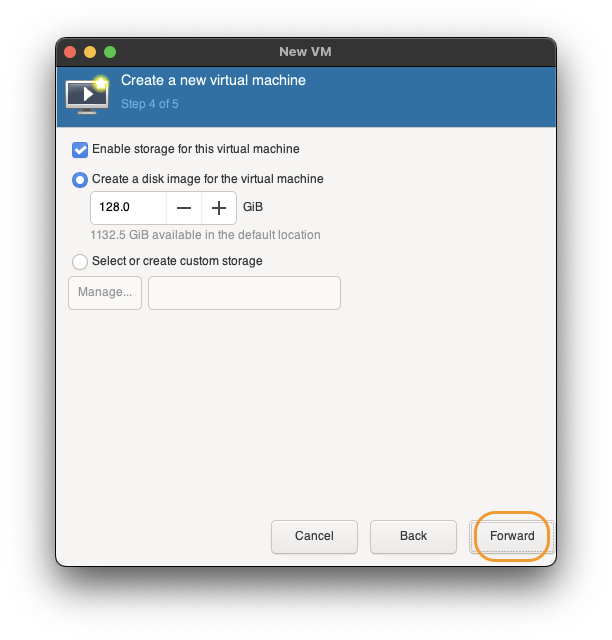 New VM
Create a new virtual machine
Step 4 of 5
Enable storage for this virtual machine
Create a disk image for the virtual machine
128.0 — + GiB
1132.5 GiB available in the default location
Select or create custom storage
Manage...
Cancel Back Forward